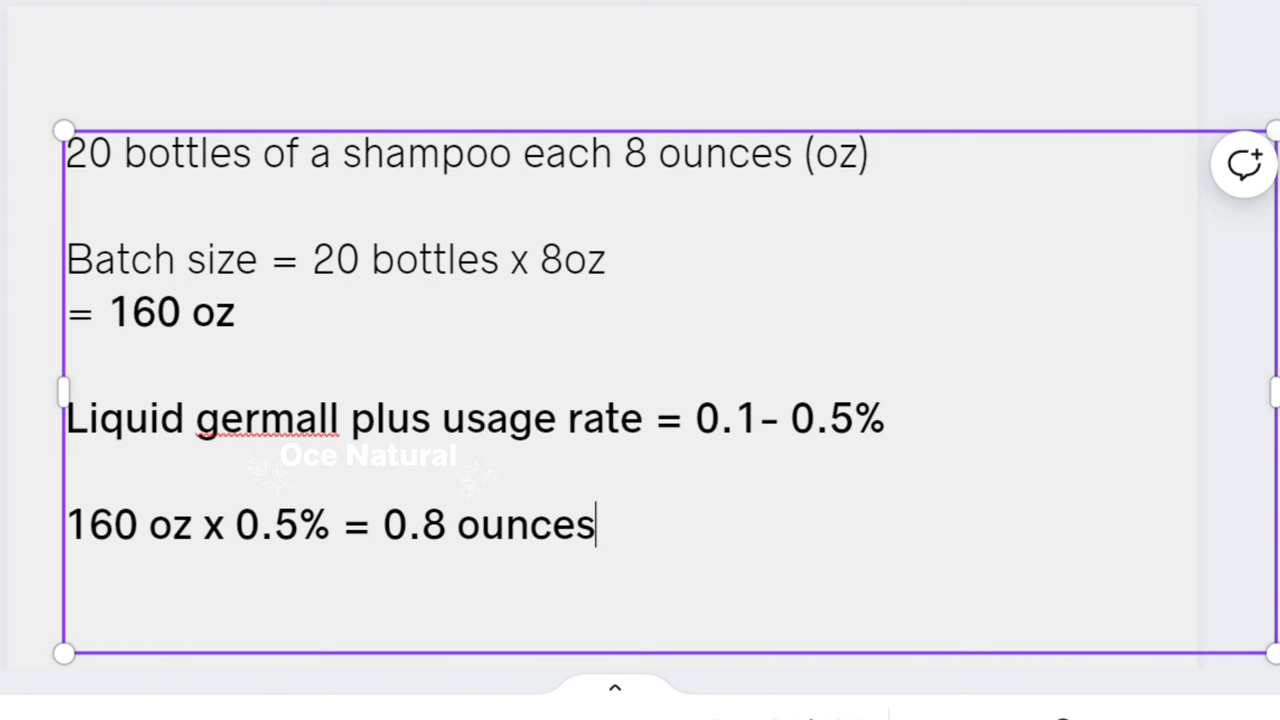 20 bottles of a shampoo each 8 ounces (oz)
Batch size = 20 bottles x 8oz
= 160 oz
Liquid germall plus usage rate = 0.1- 0.5%
Oce Natural
160 oz x 0.5% = 0.8 ounces